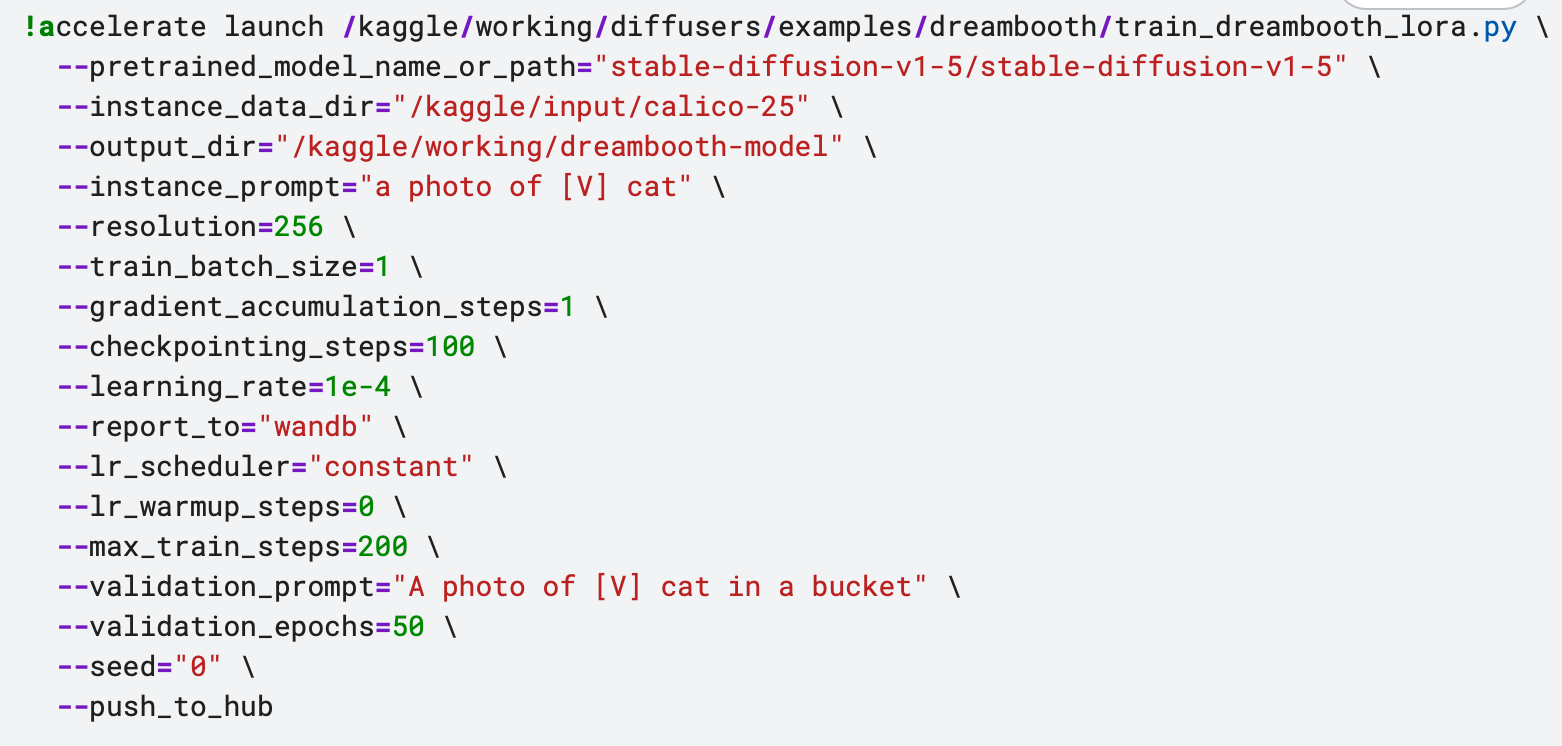 !accelerate launch /kaggle/working/diffusers/examples/dreambooth/train_dreambooth_lora.py \
  --pretrained_model_name_or_path="stable-diffusion-v1-5/stable-diffusion-v1-5" \
  --instance_data_dir="/kaggle/input/calico-25" \
  --output_dir="/kaggle/working/dreambooth-model" \
  --instance_prompt="a photo of [V] cat" \
  --resolution=256 \
  --train_batch_size=1 \
  --gradient_accumulation_steps=1 \
  --checkpointing_steps=100 \
  --learning_rate=1e-4 \
  --report_to="wandb" \
  --lr_scheduler="constant" \
  --lr_warmup_steps=0 \
  --max_train_steps=200 \
  --validation_prompt="A photo of [V] cat in a bucket" \
  --validation_epochs=50 \
  --seed="0" \
  --push_to_hub